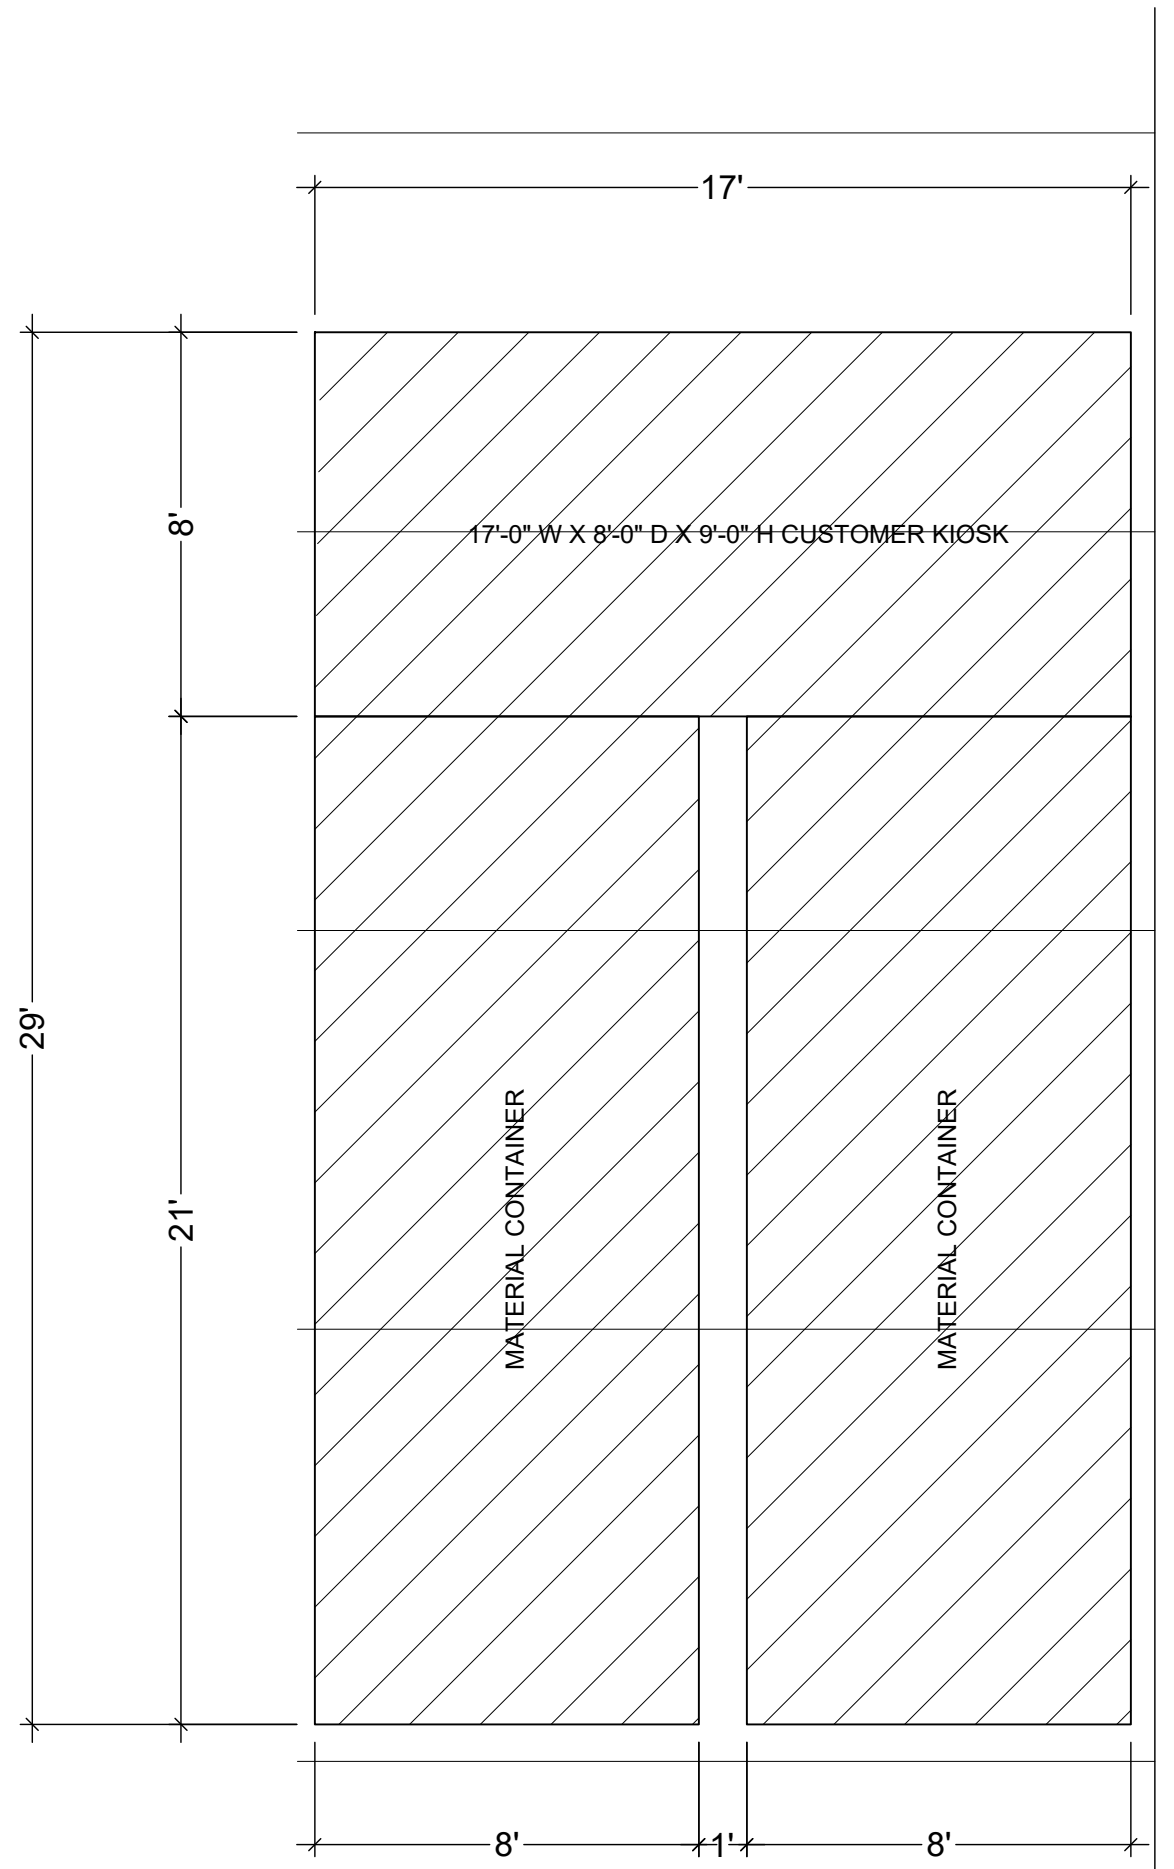 17'
8'
17'-0" W X 8'-0" D X 9'-0" H CUSTOMER KIOSK
29'
21'
MATERIAL CONTAINER
MATERIAL CONTAINER
8'
1'
8'